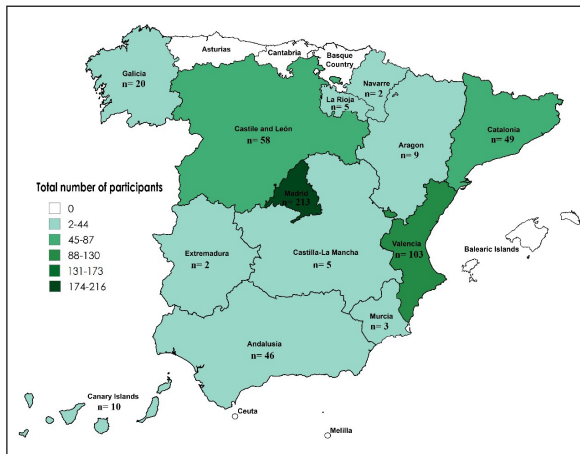 Asturias
Cantabria
Basque
Country
Galicia
n= 20
Navarre
n= 2
La Rioja
n= 5
Castile and León
n= 58
Catalonia
n= 49
Aragon
n= 9
Madrid
n= 213
Total number of participants
0
2-44
45-87
88-130
131-173
174-216
Extremadura
n= 2
Castilla-La Mancha
n= 5
Valencia
n= 103
Balearic Islands
Murcia
n= 3
Andalusia
n= 46
Canary Islands
n= 10
Ceuta
Melilla